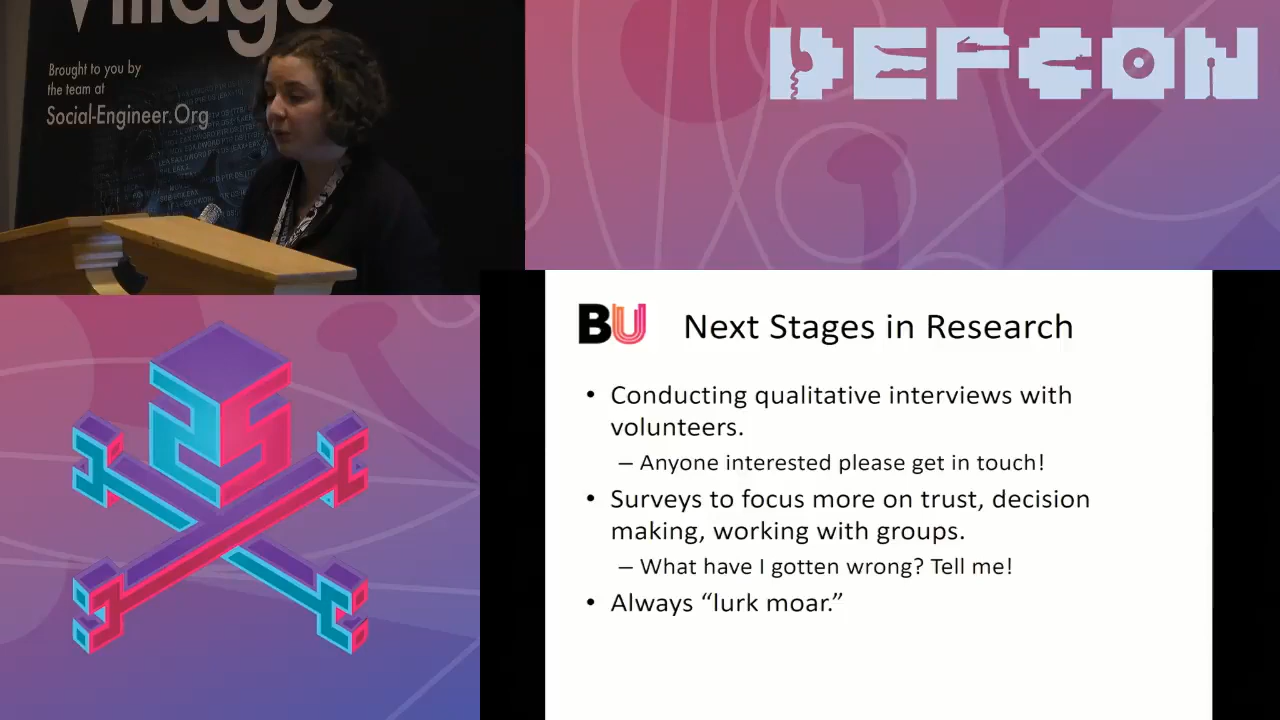 Village
Brought to you by
the team at
Social-Engineer.Org
DEFCON
BU
Next Stages in Research
• Conducting qualitative interviews with
volunteers.
– Anyone interested please get in touch!
• Surveys to focus more on trust, decision
making, working with groups.
– What have I gotten wrong? Tell me!
• Always “lurk moar.”